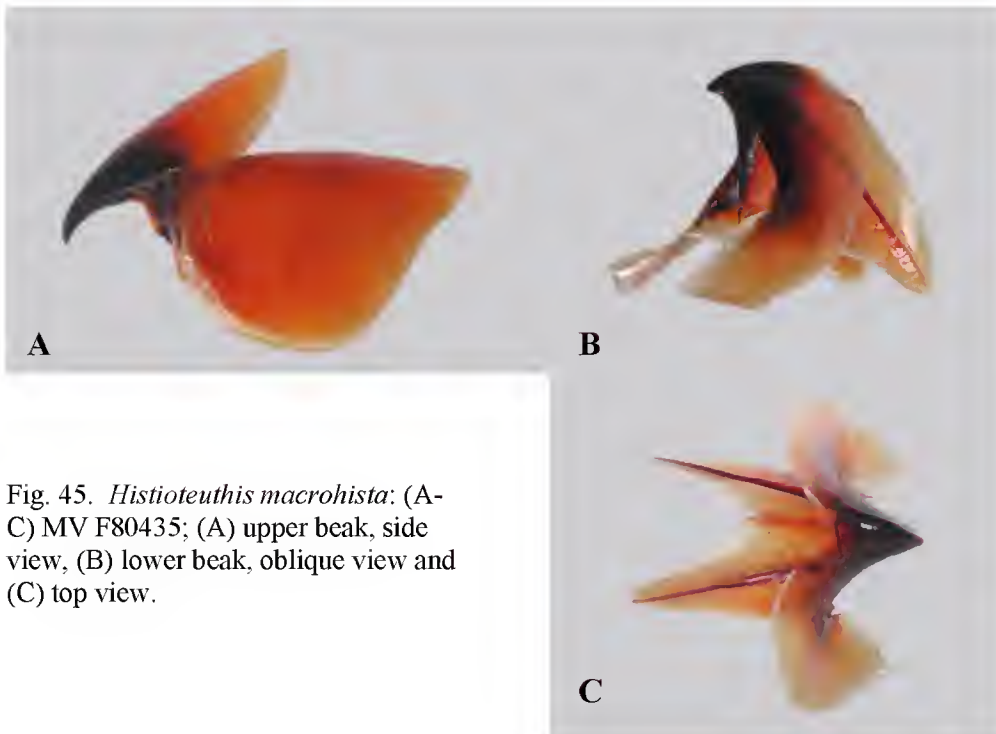 A
B
Fig. 45. Histioteuthis macrohista: (A-
C) MV F80435; (A) upper beak, side
view, (B) lower beak, oblique view and
(C) top view.
C